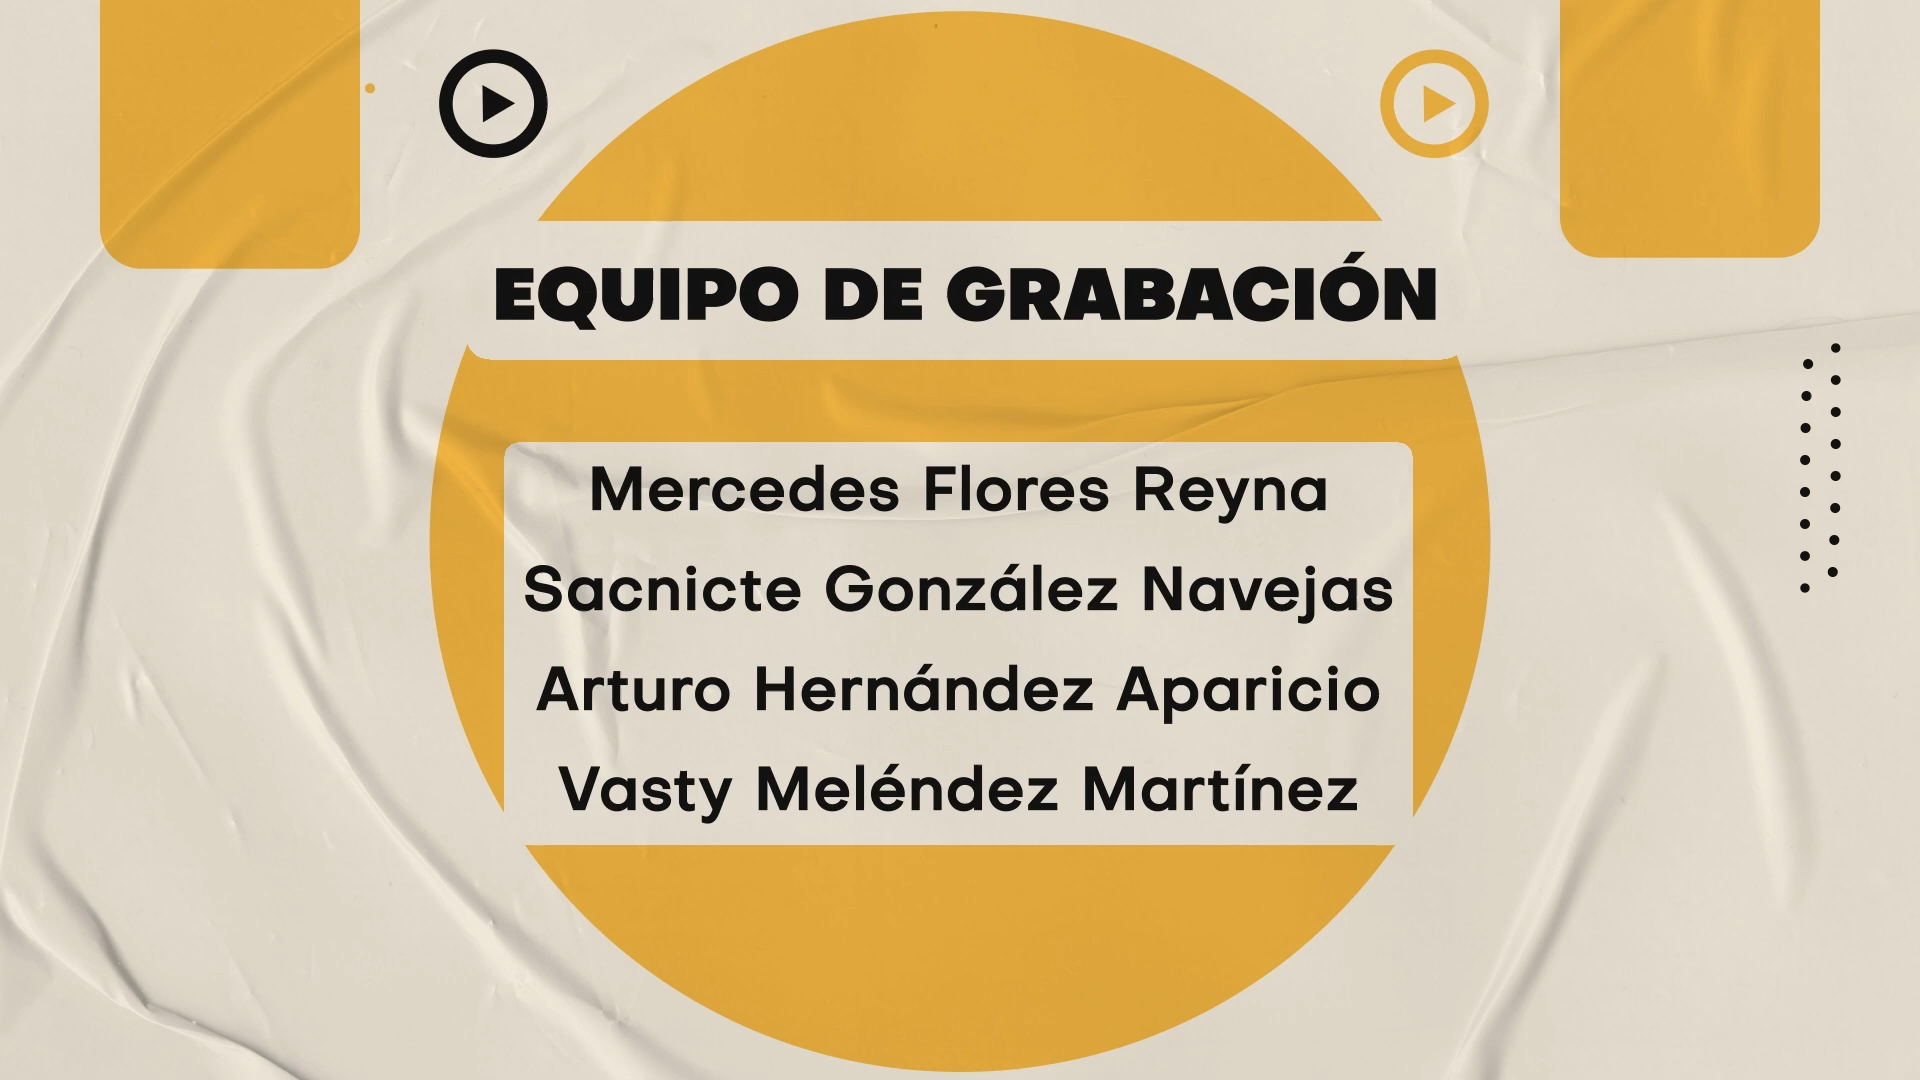 EQUIPO DE GRABACIÓN
Mercedes Flores Reyna
Sacnicte González Navejas
Arturo Hernández Aparicio
Vasty Meléndez Martínez